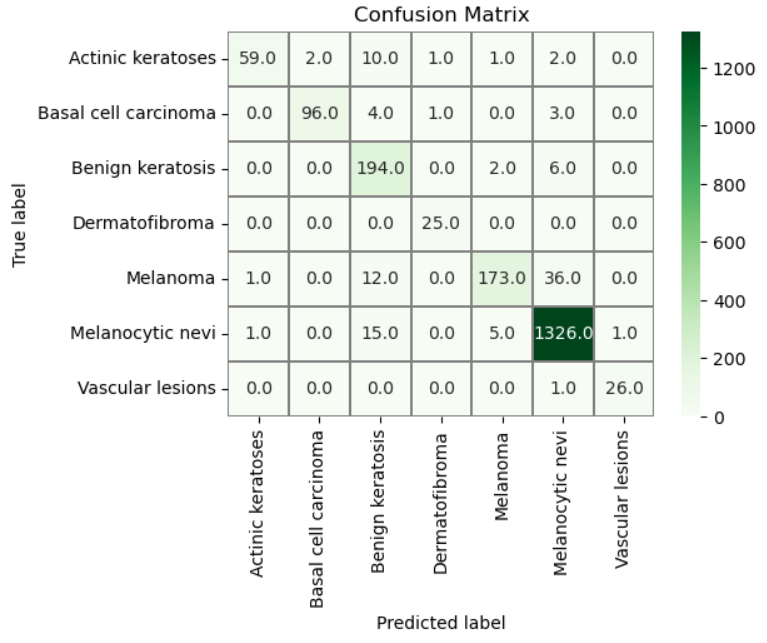 Confusion Matrix
Actinic keratoses 59.0 2.0 10.0 1.0 1.0 2.0 0.0
Basal cell carcinoma 0.0 96.0 4.0 1.0 0.0 3.0 0.0
Benign keratosis 0.0 0.0 194.0 0.0 2.0 6.0 0.0
Dermatofibroma 0.0 0.0 0.0 25.0 0.0 0.0 0.0
Melanoma 1.0 0.0 12.0 0.0 173.0 36.0 0.0
Melanocytic nevi 1.0 0.0 15.0 0.0 5.0 1326.0 1.0
Vascular lesions 0.0 0.0 0.0 0.0 0.0 1.0 26.0
True label
Actinic keratoses
Basal cell carcinoma
Benign keratosis
Dermatofibroma
Melanoma
Melanocytic nevi
Vascular lesions
Predicted label
1200
1000
800
600
400
200
0